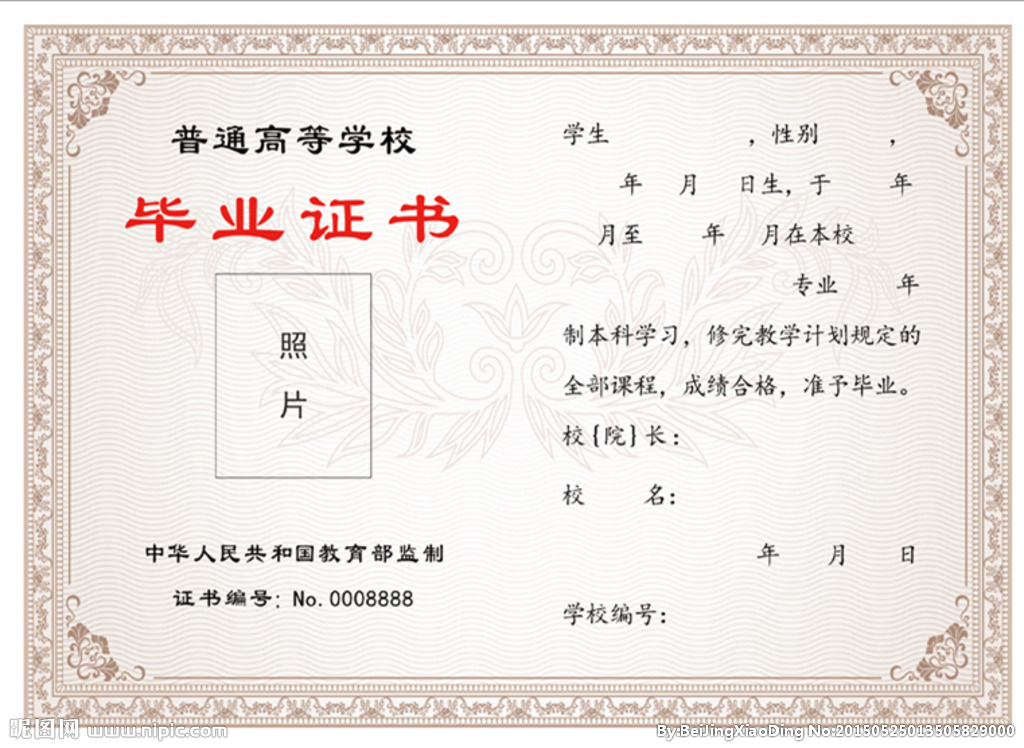 普通高等学校
毕业证书
照
片
中华人民共和国教育部监制
证书编号：No.0008888
学生 ，性别 ，
年 月 日生，于 年
月至 年 月在本校
专业 年
制本科学习，修完教学计划规定的
全部课程，成绩合格，准予毕业。
校{院}长：
校 名：
年 月 日
学校编号：
昵图网 www.nipic.com
By:BeiJingXiaoDing No:20150525013505829000